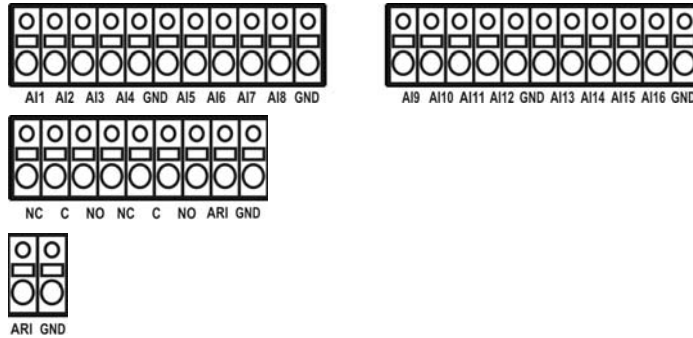 AI1 AI2 AI3 AI4 GND AI5 AI6 AI7 AI8 GND
AI9 AI10 AI11 AI12 GND AI13 AI14 AI15 AI16 GND
NC C NO NC C NO ARI GND
ARI GND